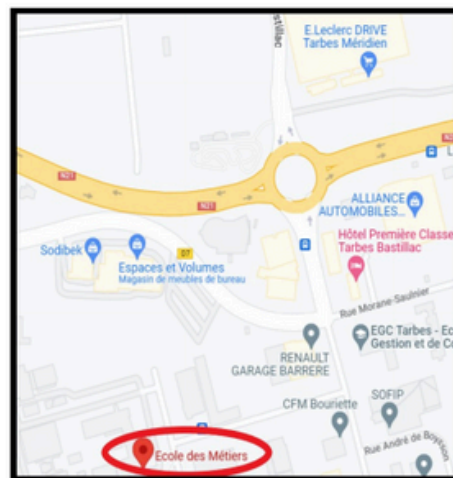 stillac
E.Leclerc DRIVE
Tarbes Méridien
N21
N21
N2
L
ALLIANCE
AUTOMOBILES...
Hôtel Première Classe
Tarbes Bastillac
Sodibek
D7
Espaces et Volumes
Magasin de meubles de bureau
Rue Morane-Saulnier
EGC Tarbes - Ec
Gestion et de Co
RENAULT
GARAGE BARRERE
CFM Bouriette
SOFIP
Rue André de Boysson
Ecole des Métiers